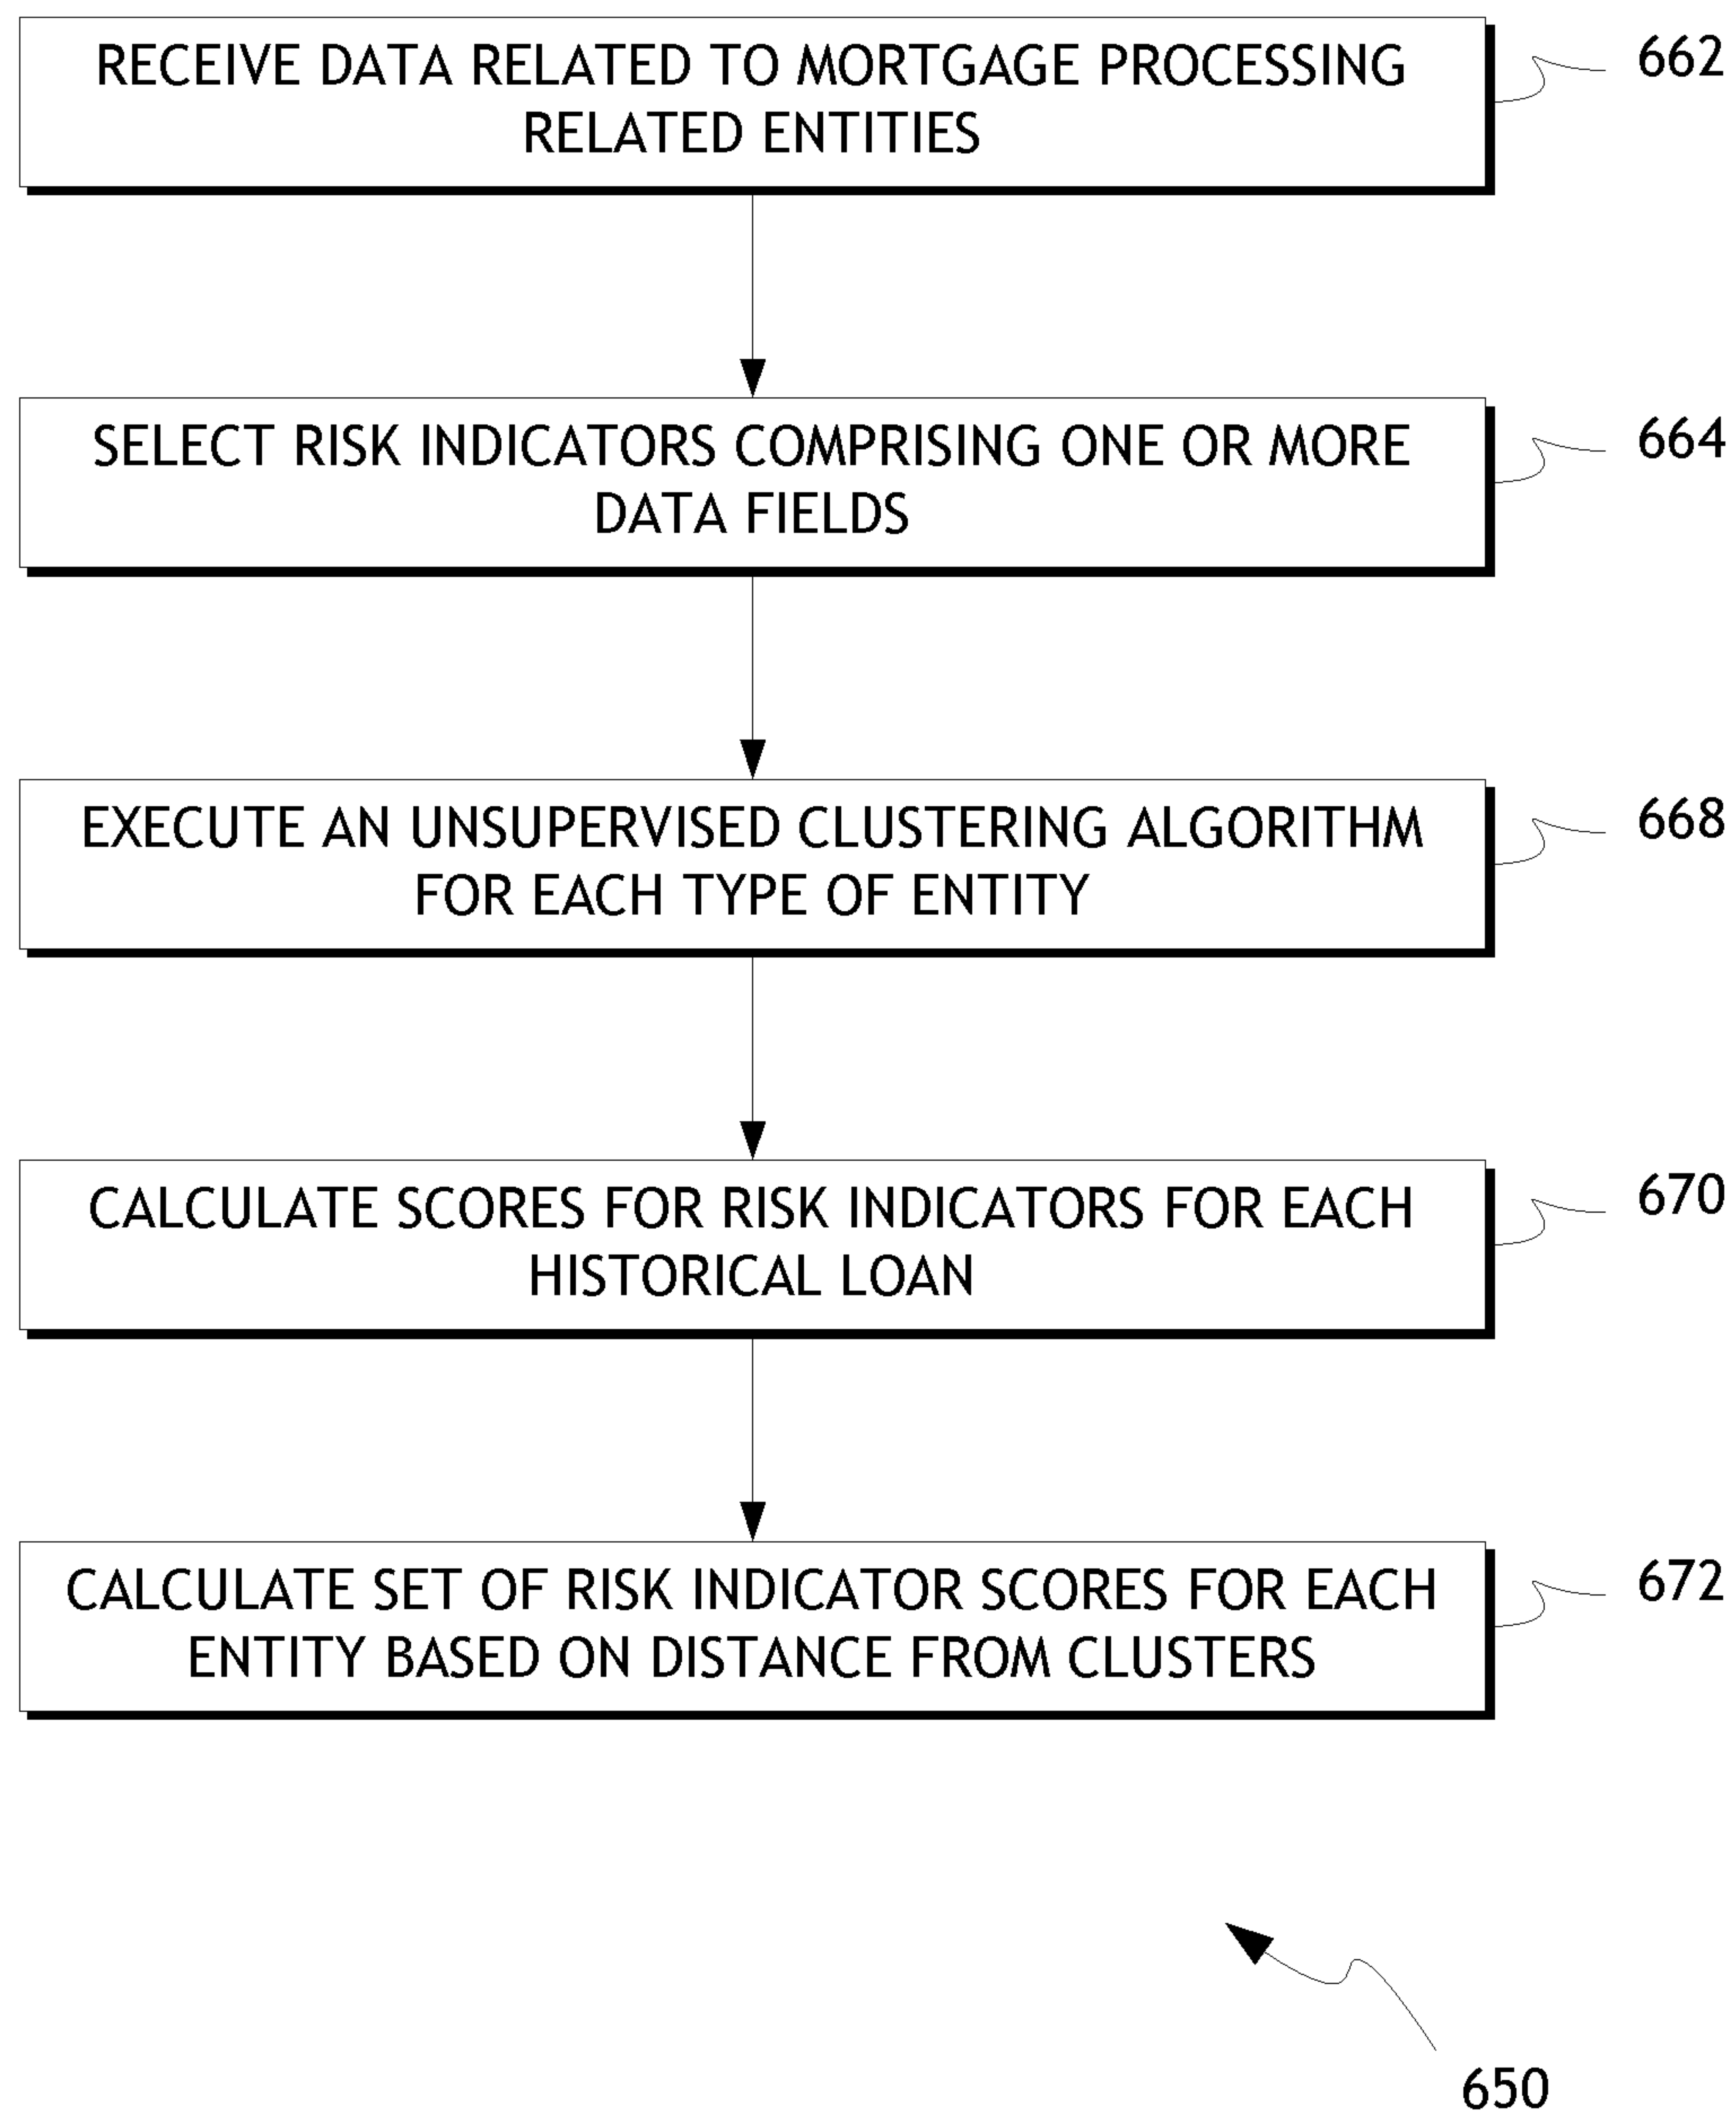 RECEIVE DATA RELATED TO MORTGAGE PROCESSING
RELATED ENTITIES
662
SELECT RISK INDICATORS COMPRISING ONE OR MORE
DATA FIELDS
664
EXECUTE AN UNSUPERVISED CLUSTERING ALGORITHM
FOR EACH TYPE OF ENTITY
668
CALCULATE SCORES FOR RISK INDICATORS FOR EACH
HISTORICAL LOAN
670
CALCULATE SET OF RISK INDICATOR SCORES FOR EACH
ENTITY BASED ON DISTANCE FROM CLUSTERS
672
650